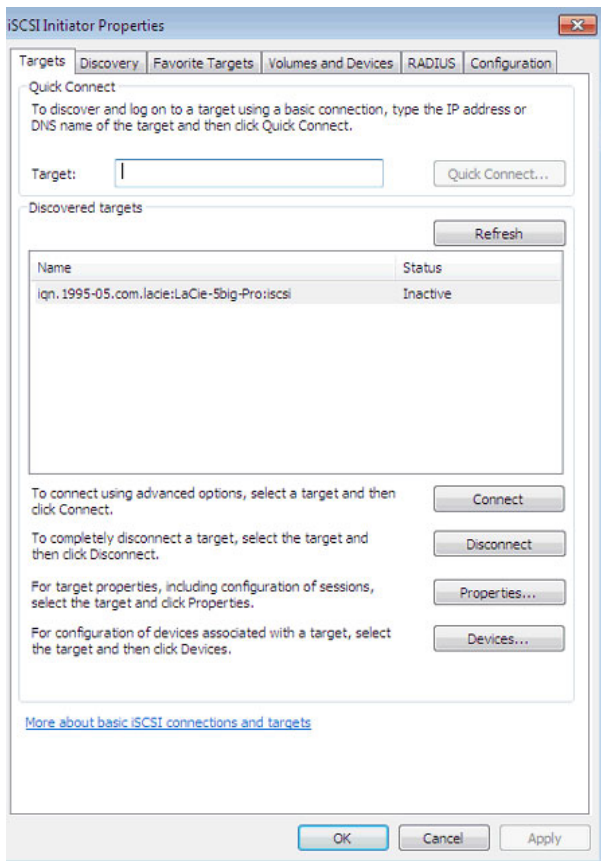 iSCSI Initiator Properties
Targets Discovery Favorite Targets Volumes and Devices RADIUS Configuration
Quick Connect
To discover and log on to a target using a basic connection, type the IP address or
DNS name of the target and then click Quick Connect.
Target: Quick Connect...
Discovered targets
Refresh
Name Status
iqn.1995-05.com.lacie:LaCie-5big-Pro:iscsi Inactive
To connect using advanced options, select a target and then
click Connect.
Connect
To completely disconnect a target, select the target and
then click Disconnect.
Disconnect
For target properties, including configuration of sessions,
select the target and click Properties.
Properties...
For configuration of devices associated with a target, select
the target and then click Devices.
Devices...
More about basic iSCSI connections and targets
OK Cancel Apply